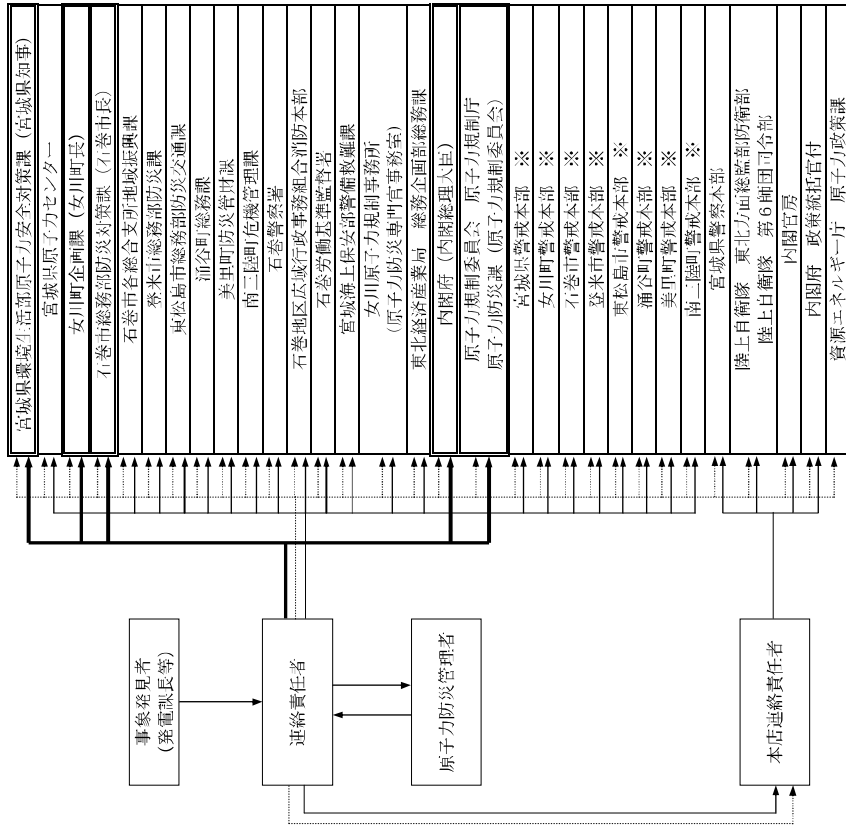 宮城県環境生活部原子力安全対策課（宮城県知事）
宮城県原子力センター
女川町企画課（女川町長）
石巻市総務部防災対策課（石巻市長）
石巻市各総合支所地域振興課
登米市総務部防災課
東松島市総務部防災交通課
涌谷町総務課
美里町防災管財課
南三陸町危機管理課
石巻警察署
石巻地区広域行政事務組合消防本部
石巻労働基準監督署
宮城海上保安部警備救難課
女川原子力規制事務所
（原子力防災専門官事務室）
東北経済産業局　総務企画部総務課
内閣府（内閣総理大臣）
原子力規制委員会　原子力規制庁
原子力防災課（原子力規制委員会）
宮城県警戒本部　※
女川町警戒本部　※
石巻市警戒本部　※
登米市警戒本部　※
東松島市警戒本部　※
涌谷町警戒本部　※
美里町警戒本部　※
南三陸町警戒本部　※
宮城県警察本部
陸上自衛隊　東北方面総監部防衛部
陸上自衛隊　第６師団司令部
内閣官房
内閣府　政策統括官付
資源エネルギー庁　原子力政策課
事象発見者
（発電課長等）
連絡責任者
原子力防災管理者
本店連絡責任者